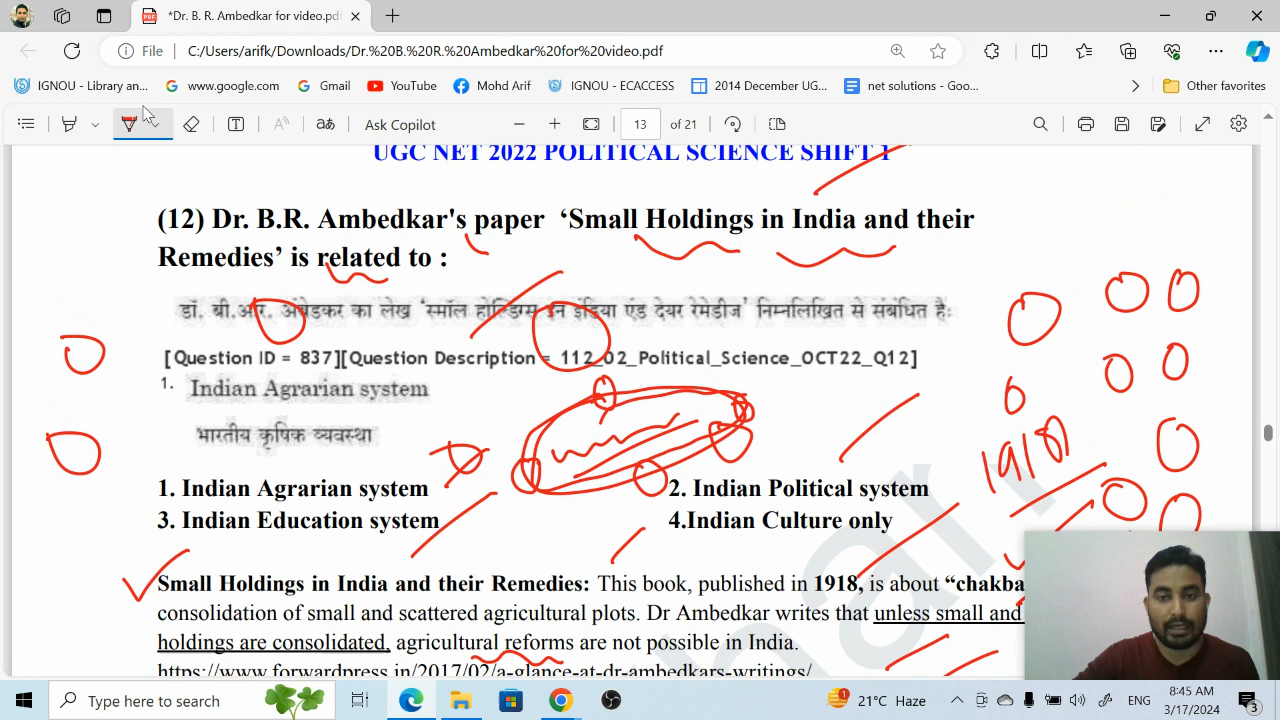 *Dr. B. R. Ambedkar for video.pdf
File C:/Users/arifk/Downloads/Dr.%20B.%20R.%20Ambedkar%20for%20video.pdf
IGNOU - Library an... www.google.com Gmail YouTube Mohd Arif IGNOU - ECACCESS 2014 December UG... net solutions - Goo... Other favorites
Ask Copilot 13 of 21
UGC NET 2022 POLITICAL SCIENCE SHIFT 1
(12) Dr. B.R. Ambedkar's paper ‘Small Holdings in India and their
Remedies’ is related to :
डॉ. बी.आर. अंबेडकर का लेख ‘स्मॉल होल्डिंग्स इन इंडिया एंड देयर रेमेडीज’ निम्नलिखित से संबंधित है:
[Question ID = 837][Question Description = 112_02_Political_Science_OCT22_Q12]
1. Indian Agrarian system
भारतीय कृषिक व्यवस्था
1918
1. Indian Agrarian system 2. Indian Political system
3. Indian Education system 4.Indian Culture only
Small Holdings in India and their Remedies: This book, published in 1918, is about “chakba
consolidation of small and scattered agricultural plots. Dr Ambedkar writes that unless small and
holdings are consolidated, agricultural reforms are not possible in India.
https://www.forwardpress.in/2017/02/a-glance-at-dr-ambedkars-writings/
Type here to search 1 21°C Haze ENG 8:45 AM
3/17/2024 3